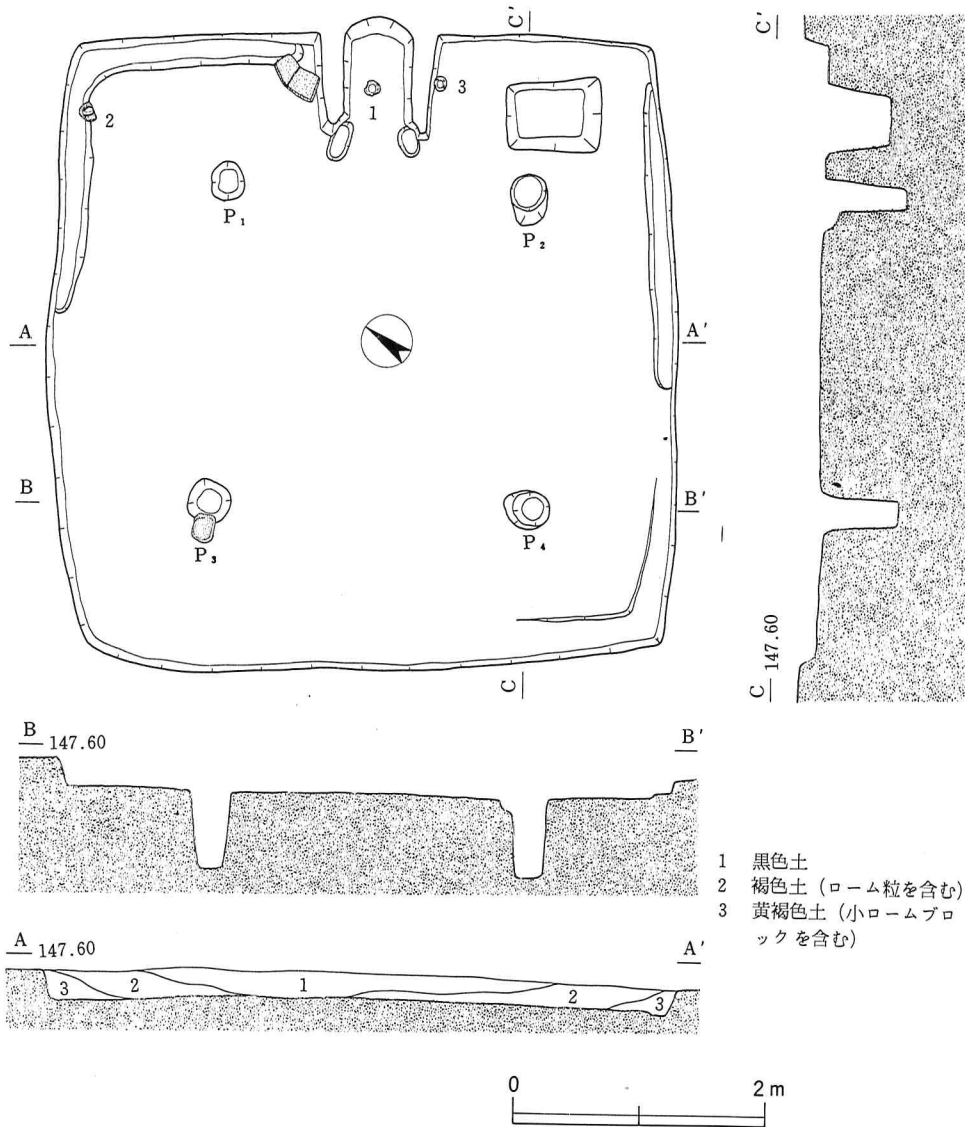 C'
C'
1
3
2
P₁
P₂
A
A'
B
B'
P₃
P₄
C
C 147.60
B 147.60
B'
1 黒色土
2 褐色土 (ローム粒を含む)
3 黄褐色土 (小ロームブロ
ックを含む)
A 147.60
A'
3
2
1
2
3
0
2m